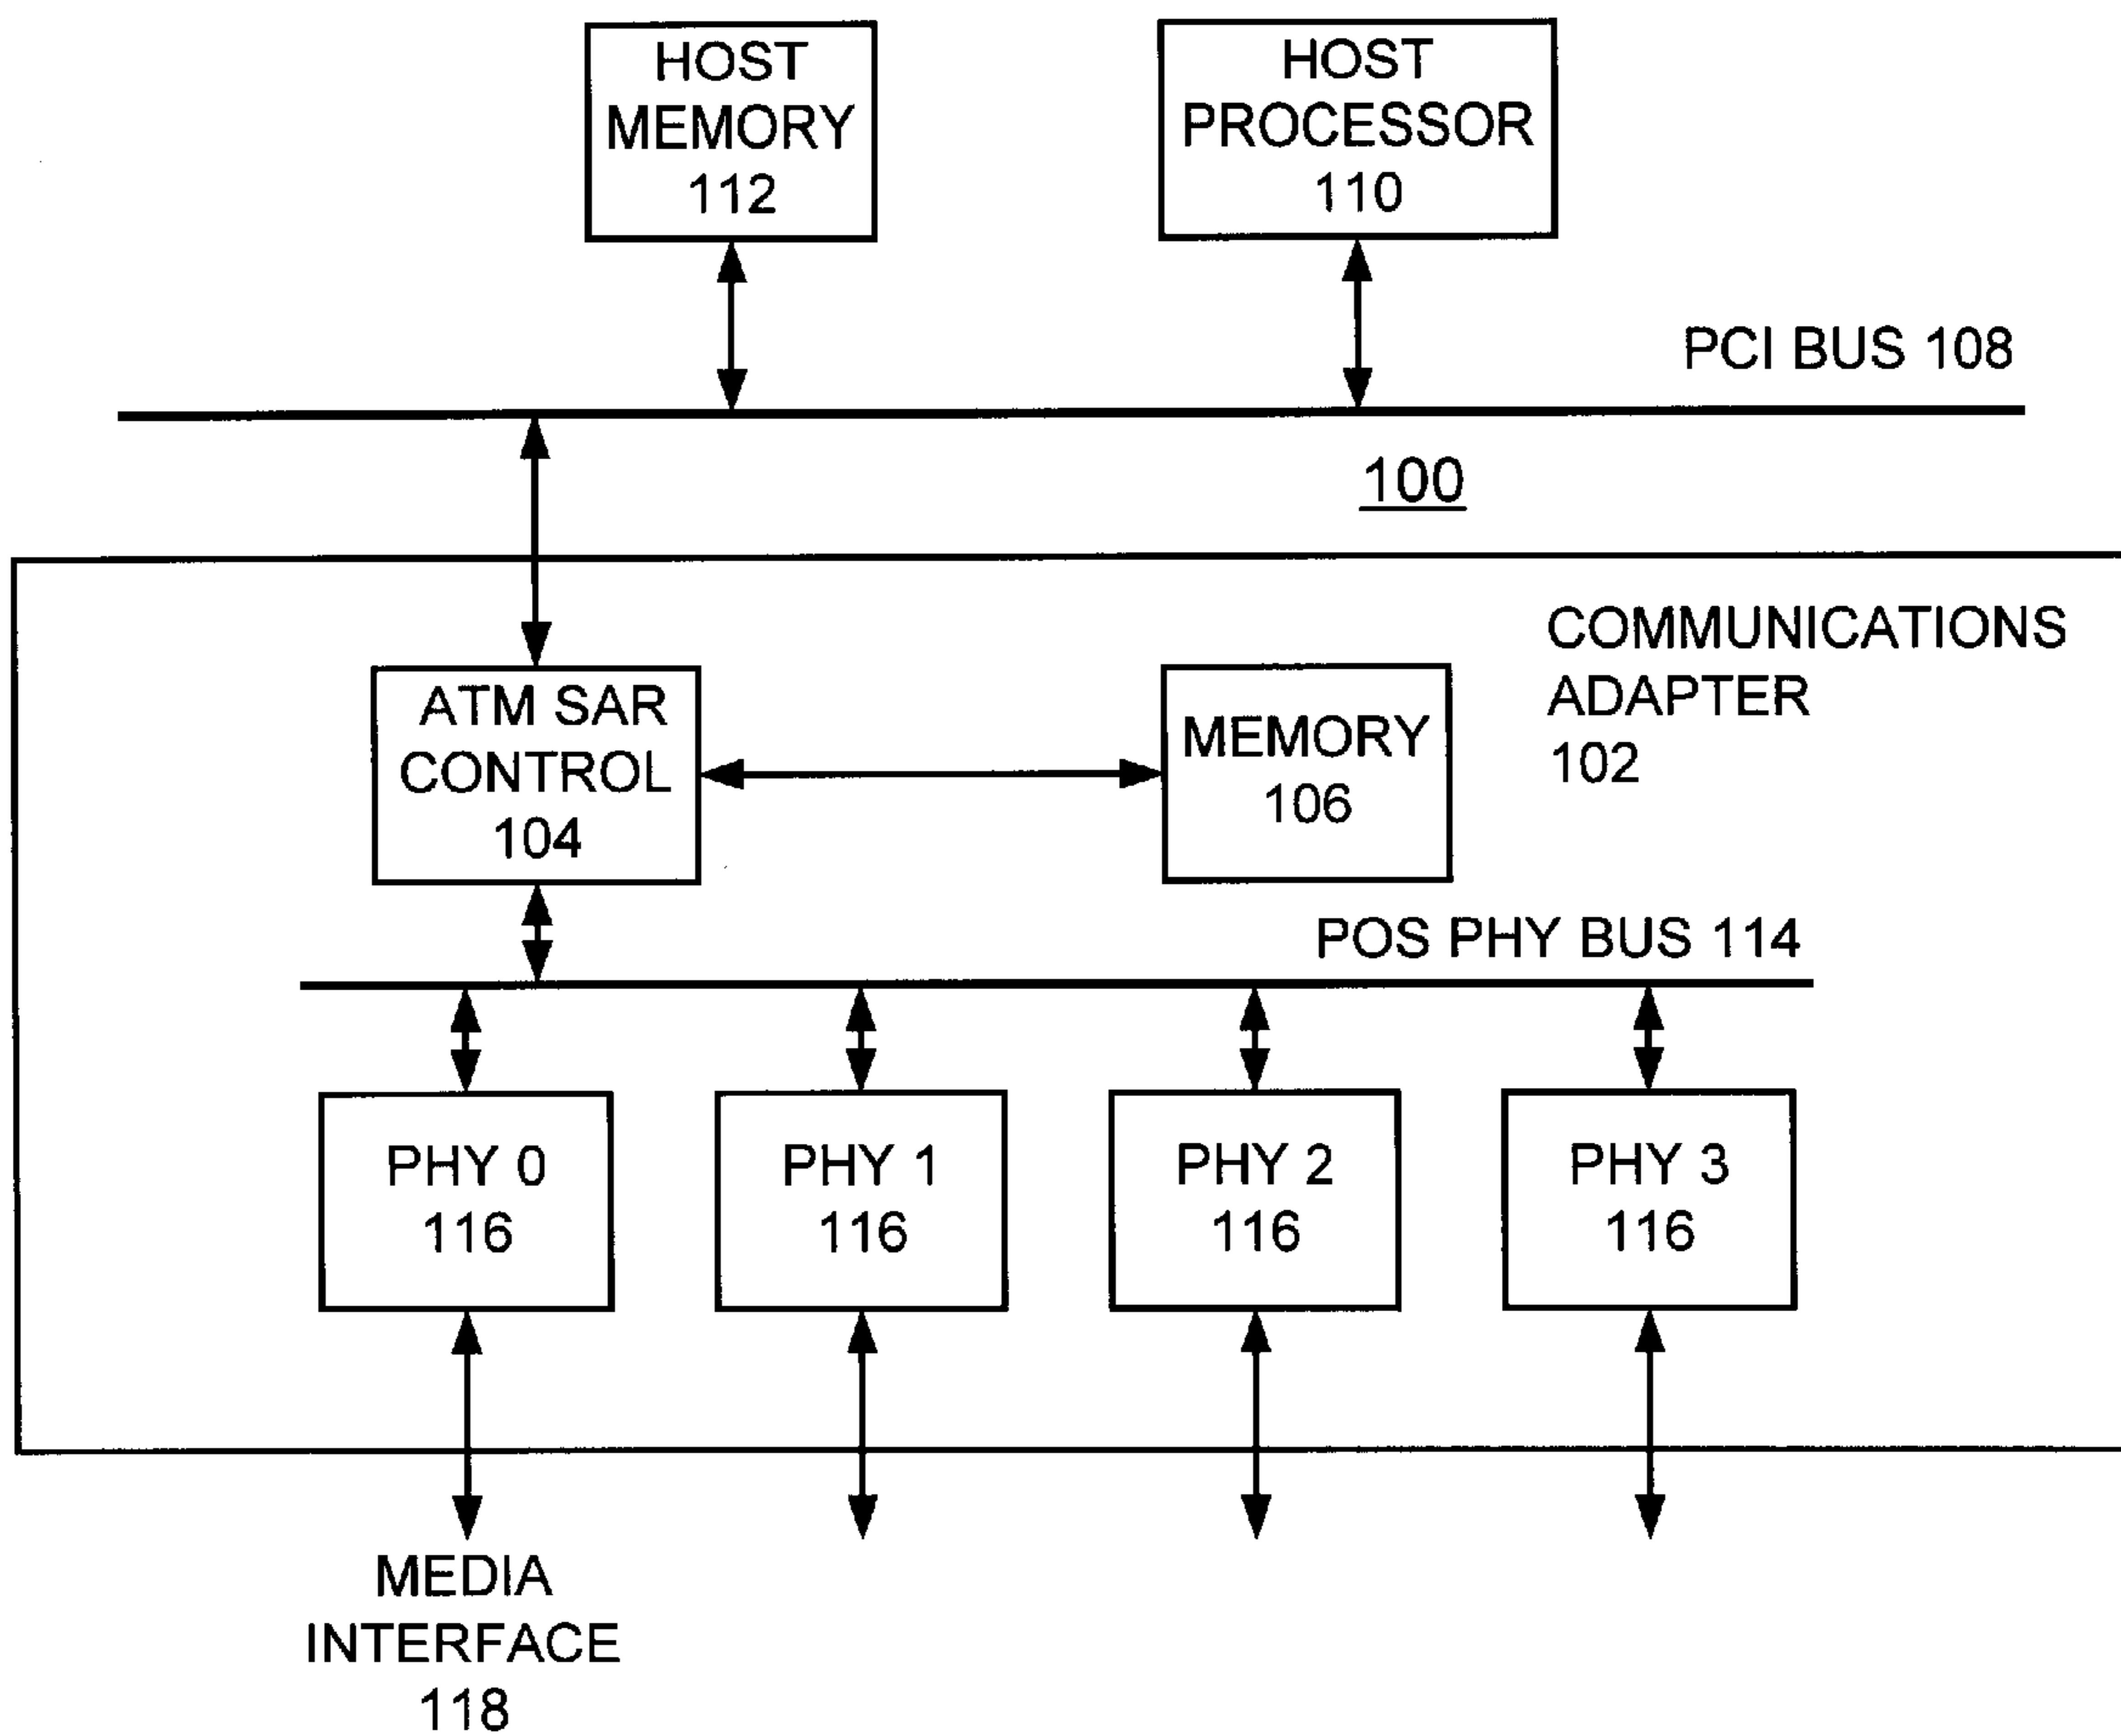 HOST
MEMORY
112
HOST
PROCESSOR
110
PCI BUS 108
100
COMMUNICATIONS
ADAPTER
102
ATM SAR
CONTROL
104
MEMORY
106
POS PHY BUS 114
PHY 0
116
PHY 1
116
PHY 2
116
PHY 3
116
MEDIA
INTERFACE
118